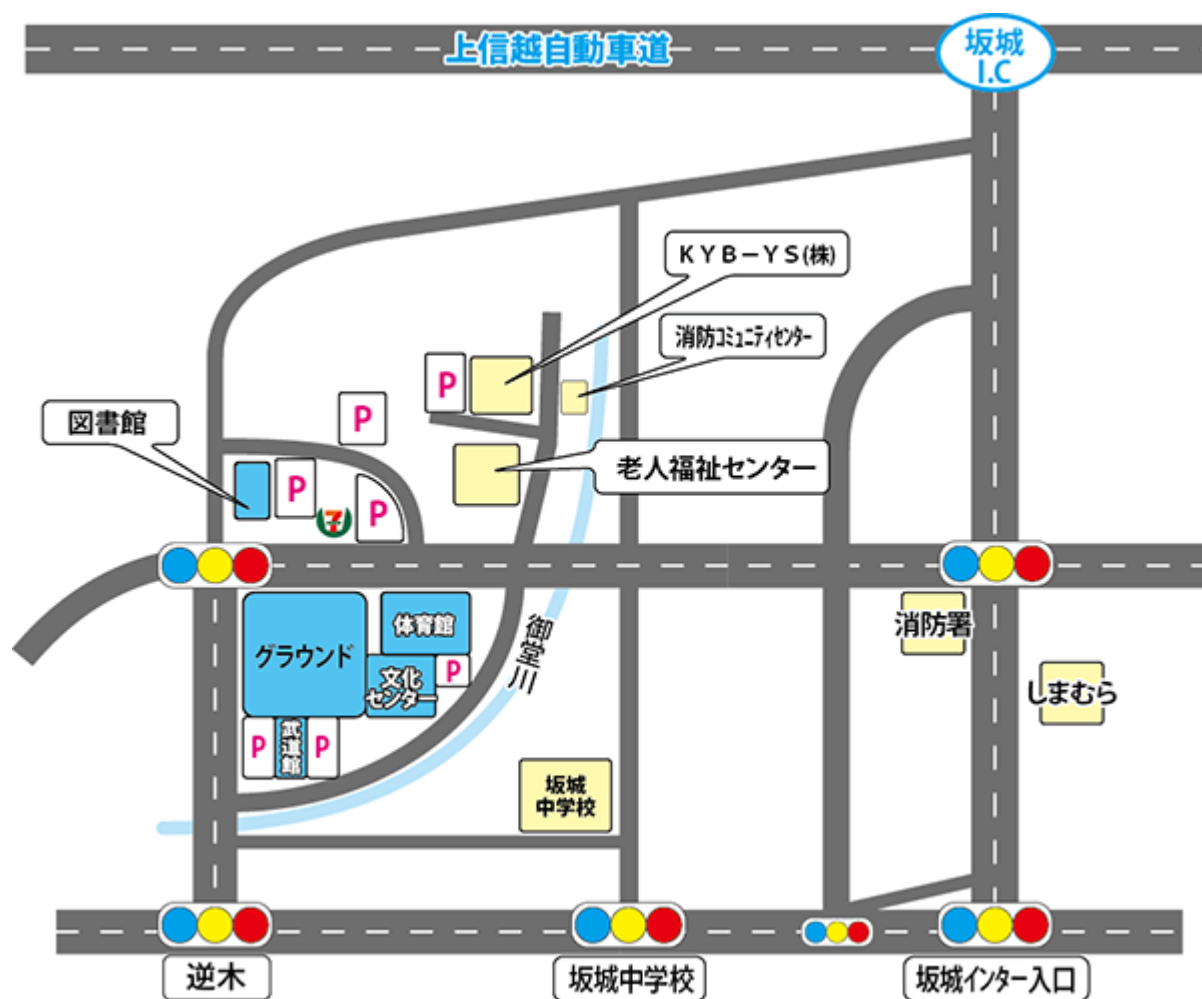 上信越自動車道
坂城
I.C
KYB－YS(株)
消防コミュニティセンター
P
P
図書館
老人福祉センター
P
P
7
グラウンド
体育館
文化
センター
P
御堂川
消防署
しまむら
P
武道館
P
坂城
中学校
逆木
坂城中学校
坂城インター入口